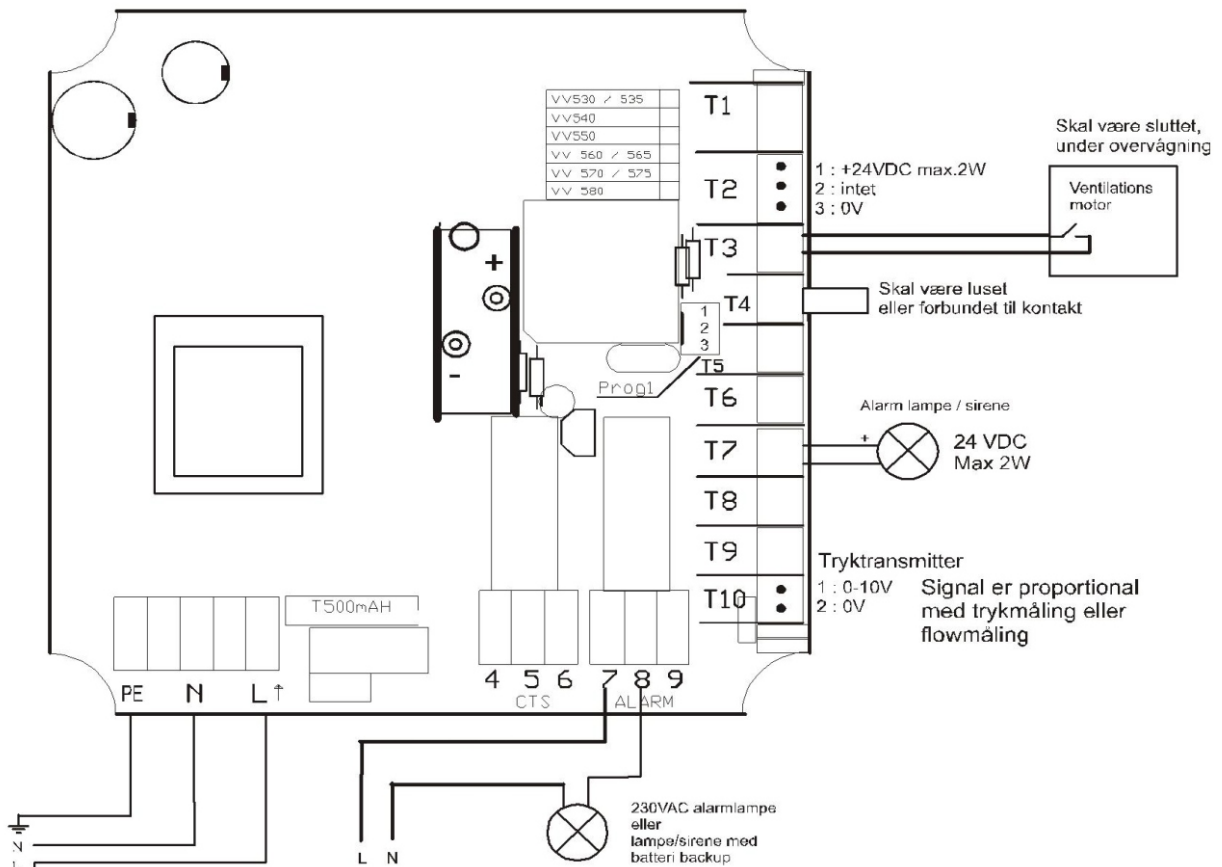 VV530 / 535
VV540
VV550
VV 560 / 565
VV 570 / 575
VV 580
T1
T2
T3
T4
T5
T6
T7
T8
T9
T10
1 : +24VDC max.2W
2 : intet
3 : 0V
Skal være sluttet,
under overvågning
Ventilations
motor
Skal være luset
eller forbundet til kontakt
+
-
1
2
3
Prog1
Alarm lampe / sirene
+
24 VDC
Max 2W
Tryktransmitter
1 : 0-10V
2 : 0V
Signal er proportional
med trykmåling eller
flowmåling
T500mAH
PE N L
4 5 6
CTS
7 8 9
ALARM
N
L N
230VAC alarmlampe
eller
lampe/sirene med
batteri backup